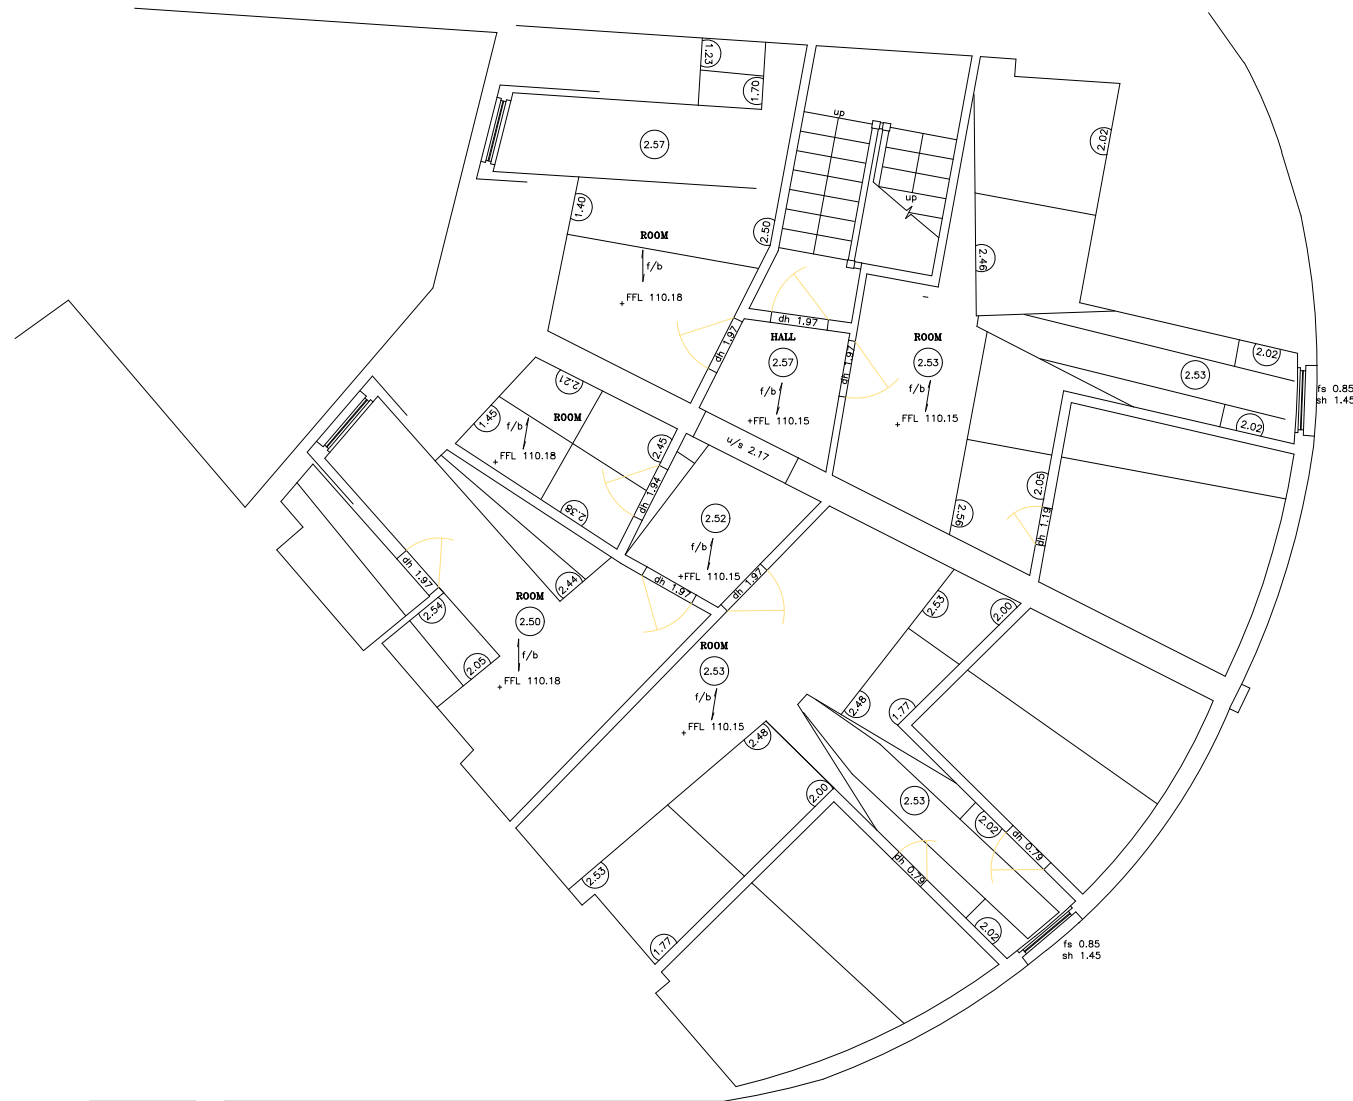 1.23
1.70
up
2.57
2.02
1.40
up
2.50
ROOM
2.46
f/b
FFL 110.18
dh 1.97
dh 1.97
HALL
2.57
f/b
FFL 110.15
dh 1.97
ROOM
2.53
f/b
FFL 110.15
2.02
2.53
2.02
fs 0.85
sh 1.45
2.21
ROOM
1.45
f/b
FFL 110.18
2.45
u/s 2.17
dh 1.94
2.38
2.05
2.56
dh 1.19
2.52
f/b
FFL 110.15
dh 1.97
dh 1.97
dh 1.97
2.44
2.54
ROOM
2.50
f/b
FFL 110.18
2.05
2.53
2.00
ROOM
2.53
f/b
FFL 110.15
2.48
1.77
2.48
2.00
2.53
2.02
dh 0.79
dh 0.79
2.53
1.77
2.02
fs 0.85
sh 1.45